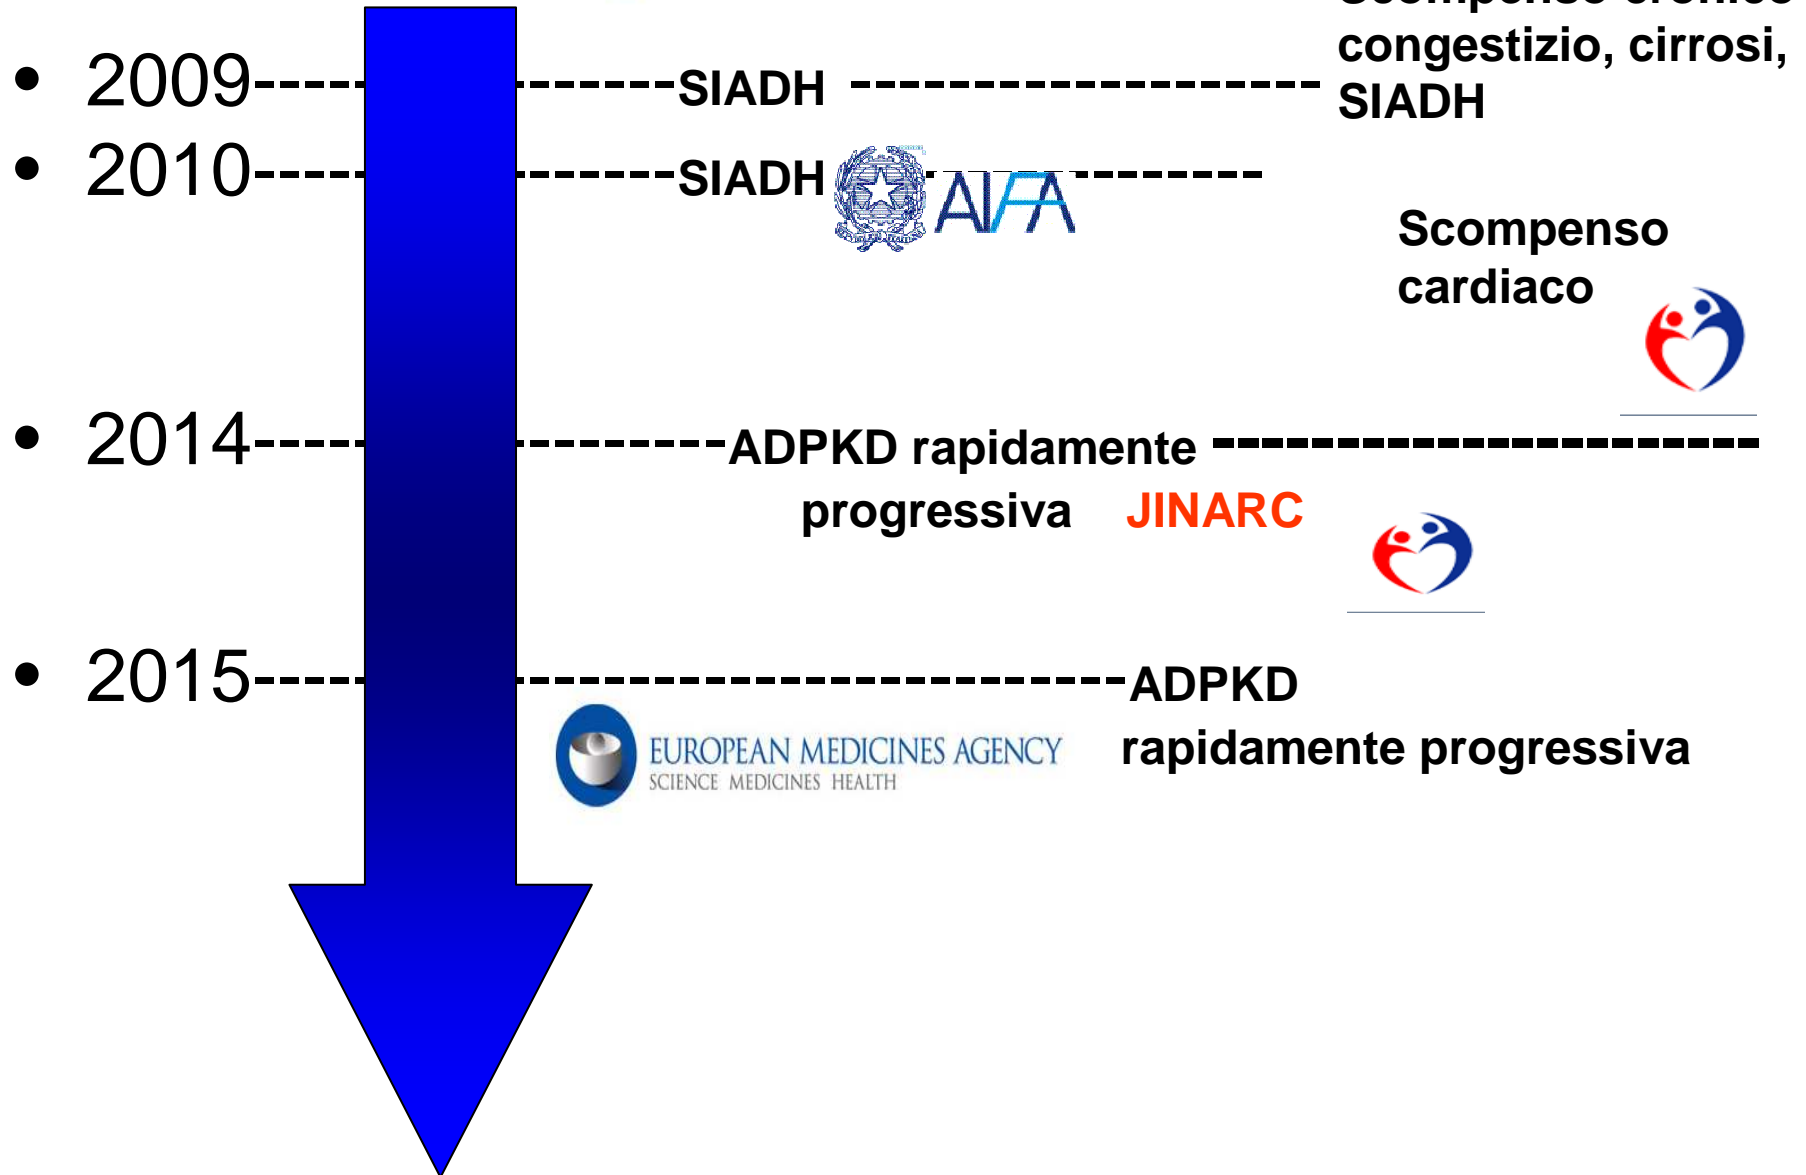 congestizio, cirrosi,
• 2009 SIADH SIADH
• 2010 SIADH AIFA
Scompenso
cardiaco
• 2014 ADPKD rapidamente
progressiva JINARC
• 2015 ADPKD
EUROPEAN MEDICINES AGENCY rapidamente progressiva
SCIENCE MEDICINES HEALTH